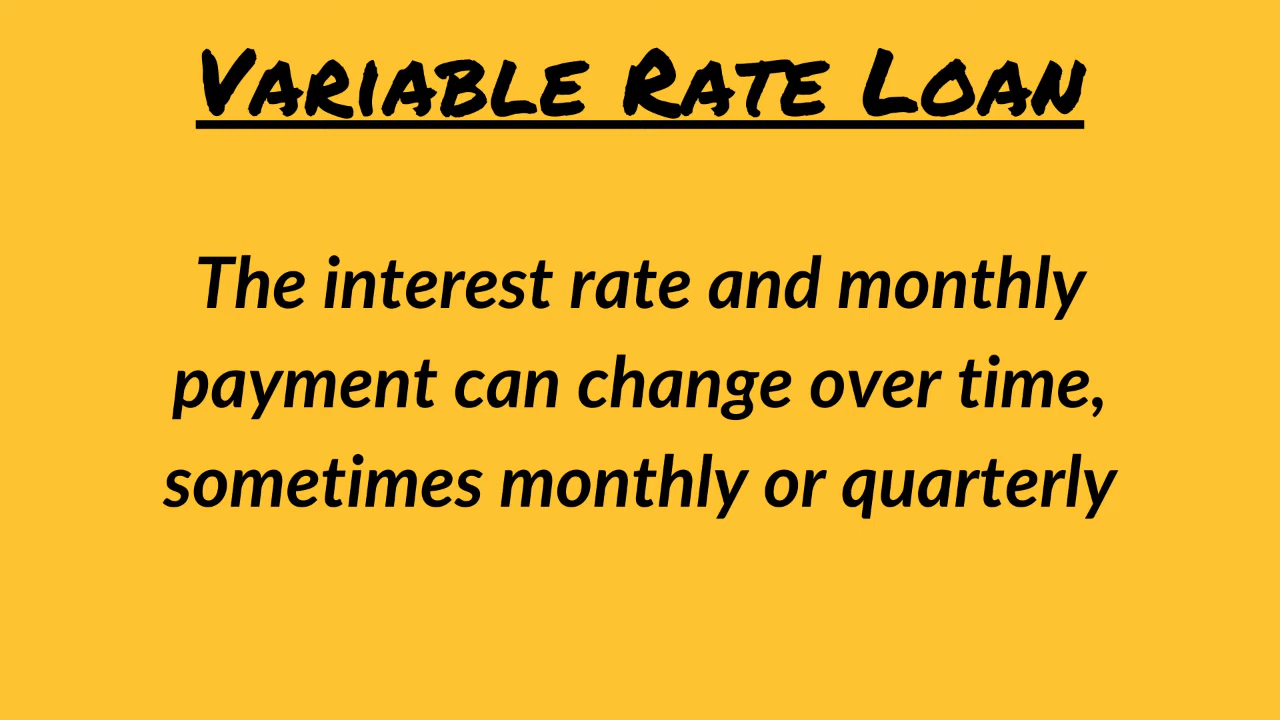 Variable Rate Loan
The interest rate and monthly
payment can change over time,
sometimes monthly or quarterly